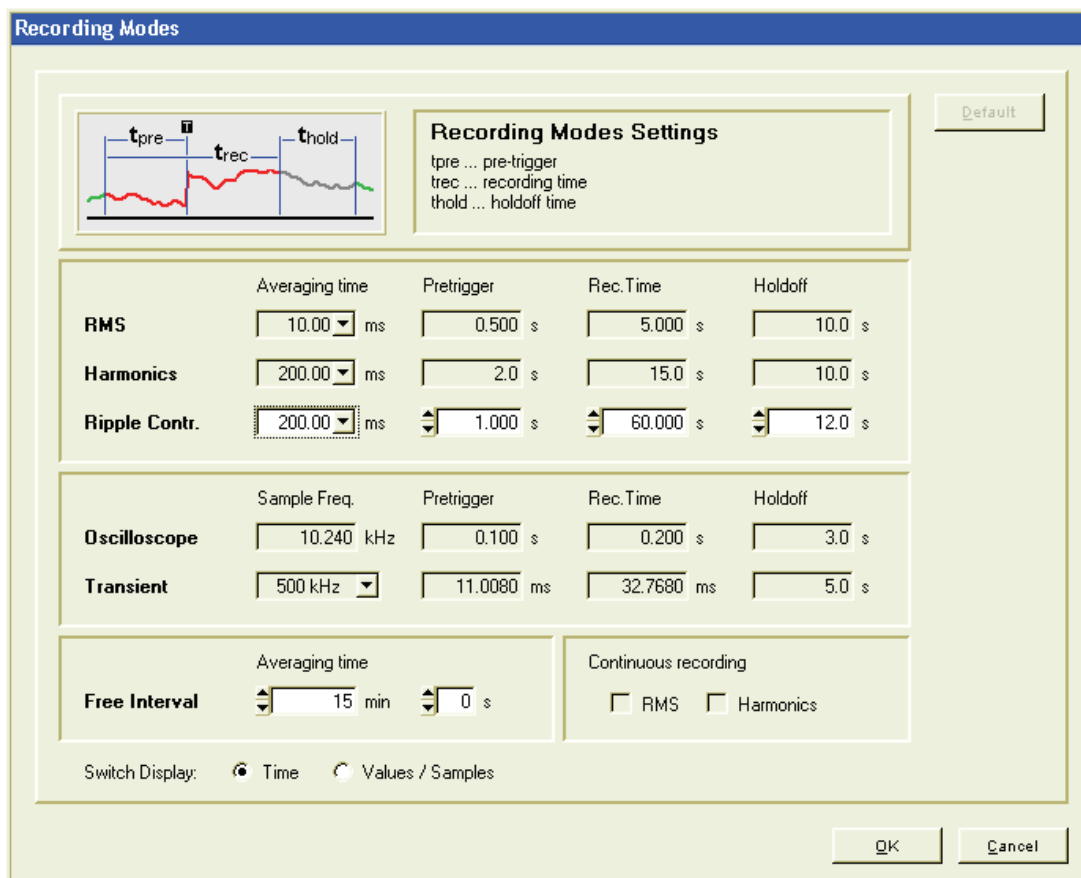 Recording Modes
Default
tpre T trec thold
Recording Modes Settings
tpre ... pre-trigger
trec ... recording time
thold ... holdoff time
Averaging time Pretrigger Rec.Time Holdoff
RMS 10.00 ms 0.500 s 5.000 s 10.0 s
Harmonics 200.00 ms 2.0 s 15.0 s 10.0 s
Ripple Contr. 200.00 ms 1.000 s 60.000 s 12.0 s
Sample Freq. Pretrigger Rec.Time Holdoff
Oscilloscope 10.240 kHz 0.100 s 0.200 s 3.0 s
Transient 500 kHz 11.0080 ms 32.7680 ms 5.0 s
Averaging time
Free Interval 15 min 0 s
Continuous recording
RMS Harmonics
Switch Display: Time Values / Samples
OK Cancel